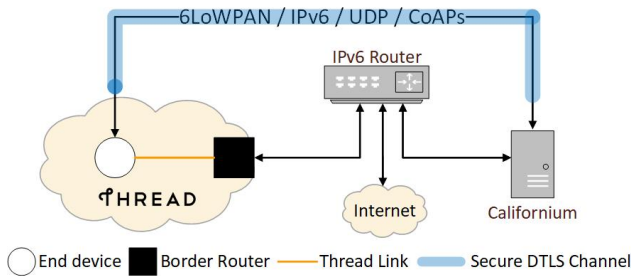 6LoWPAN / IPv6 / UDP / CoAPs
IPv6 Router
THREAD
Internet
Californium
End device
Border Router
Thread Link
Secure DTLS Channel